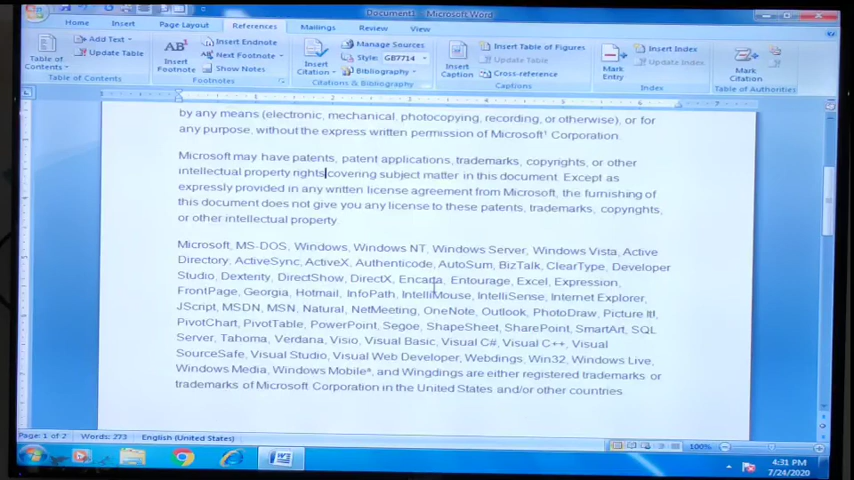 Document1 - Microsoft Word
Home Insert Page Layout References Mailings Review View
Table of Contents
Add Text
Update Table
Table of Contents
AB¹
Insert Footnote
Insert Endnote
Next Footnote
Show Notes
Footnotes
Insert Citation
Manage Sources
Style: GB7714
Bibliography
Citations & Bibliography
Insert Caption
Insert Table of Figures
Update Table
Cross-reference
Captions
Mark Entry
Insert Index
Update Index
Index
Mark Citation
Table of Authorities
by any means (electronic, mechanical, photocopying, recording, or otherwise), or for
any purpose, without the express written permission of Microsoft¹ Corporation.
Microsoft may have patents, patent applications, trademarks, copyrights, or other
intellectual property rights covering subject matter in this document. Except as
expressly provided in any written license agreement from Microsoft, the furnishing of
this document does not give you any license to these patents, trademarks, copyrights,
or other intellectual property.
Microsoft, MS-DOS, Windows, Windows NT, Windows Server, Windows Vista, Active
Directory, ActiveSync, ActiveX, Authenticode, AutoSum, BizTalk, ClearType, Developer
Studio, Dexterity, DirectShow, DirectX, Encarta, Entourage, Excel, Expression,
FrontPage, Georgia, Hotmail, InfoPath, IntelliMouse, IntelliSense, Internet Explorer,
JScript, MSDN, MSN, Natural, NetMeeting, OneNote, Outlook, PhotoDraw, Picture It!,
PivotChart, PivotTable, PowerPoint, Segoe, ShapeSheet, SharePoint, SmartArt, SQL
Server, Tahoma, Verdana, Visio, Visual Basic, Visual C#, Visual C++, Visual
SourceSafe, Visual Studio, Visual Web Developer, Webdings, Win32, Windows Live,
Windows Media, Windows Mobileª, and Wingdings are either registered trademarks or
trademarks of Microsoft Corporation in the United States and/or other countries.
Page: 1 of 2 Words: 273 English (United States) 100%
4:31 PM
7/24/2020